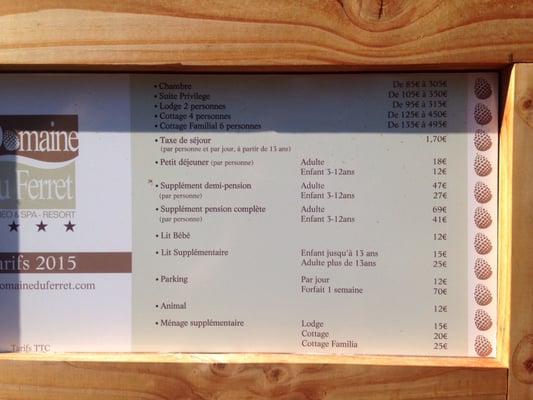 Domaine
du Ferret
& SPA - RESORT
Tarifs 2015
domaineduferret.com
Tarifs TTC
• Chambre De 85€ à 305€
• Suite Privilege De 105€ à 350€
• Lodge 2 personnes De 95€ à 315€
• Cottage 4 personnes De 125€ à 450€
• Cottage Familial 6 personnes De 135€ à 495€
• Taxe de séjour 1,70€
(par personne et par jour, à partir de 13 ans)
• Petit déjeuner (par personne) Adulte 18€
Enfant 3-12ans 12€
• Supplément demi-pension Adulte 47€
(par personne) Enfant 3-12ans 27€
• Supplément pension complète Adulte 69€
(par personne) Enfant 3-12ans 41€
• Lit Bébé 12€
• Lit Supplémentaire Enfant jusqu'à 13 ans 15€
Adulte plus de 13ans 25€
• Parking Par jour 12€
Forfait 1 semaine 70€
• Animal 12€
• Ménage supplémentaire Lodge 15€
Cottage 20€
Cottage Familia 25€